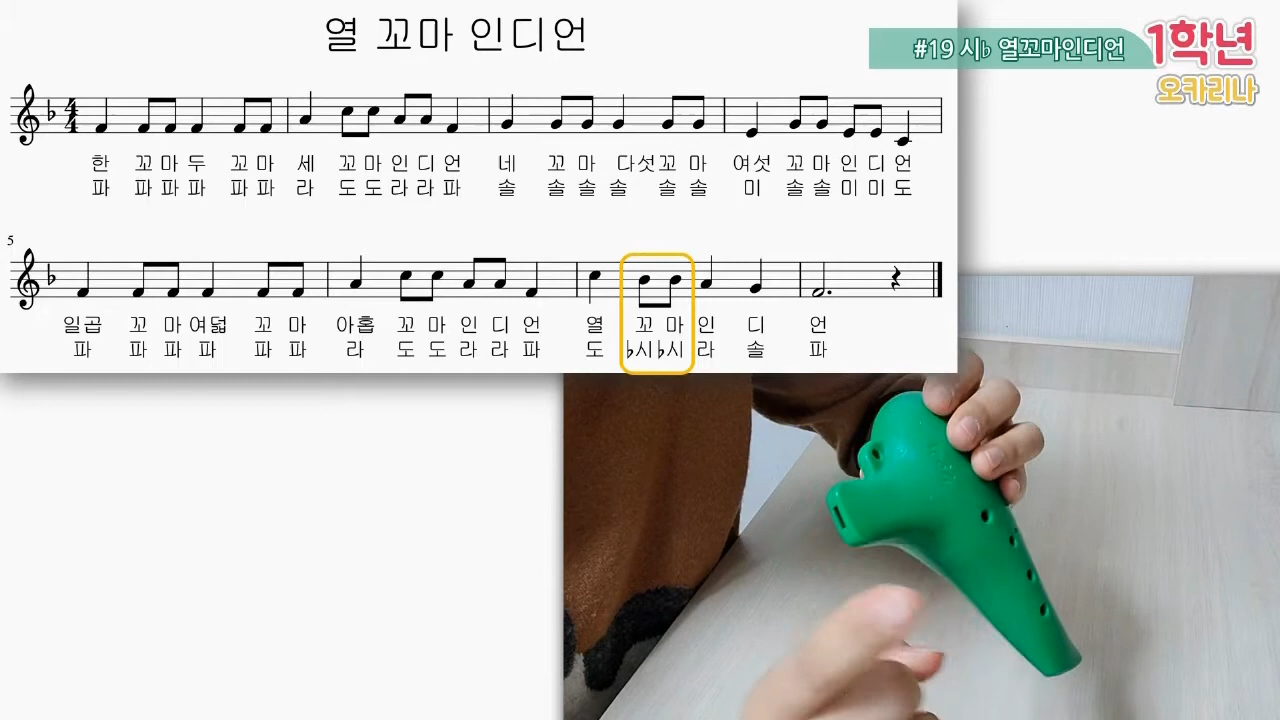 열 꼬마 인디언
#19 시♭ 열꼬마인디언
1학년
오카리나
4
4
한 꼬 마 두 꼬 마 세 꼬 마 인 디 언 네 꼬 마 다섯 꼬 마 여섯 꼬 마 인 디 언
파 파 파 파 파 파 라 도 도 라 라 파 솔 솔 솔 솔 솔 솔 미 솔 솔 미 미 도
5
일곱 꼬 마 여덟 꼬 마 아홉 꼬 마 인 디 언 열 꼬 마 인 디 언
파 파 파 파 파 파 라 도 도 라 라 파 도 ♭시 ♭시 라 솔 파